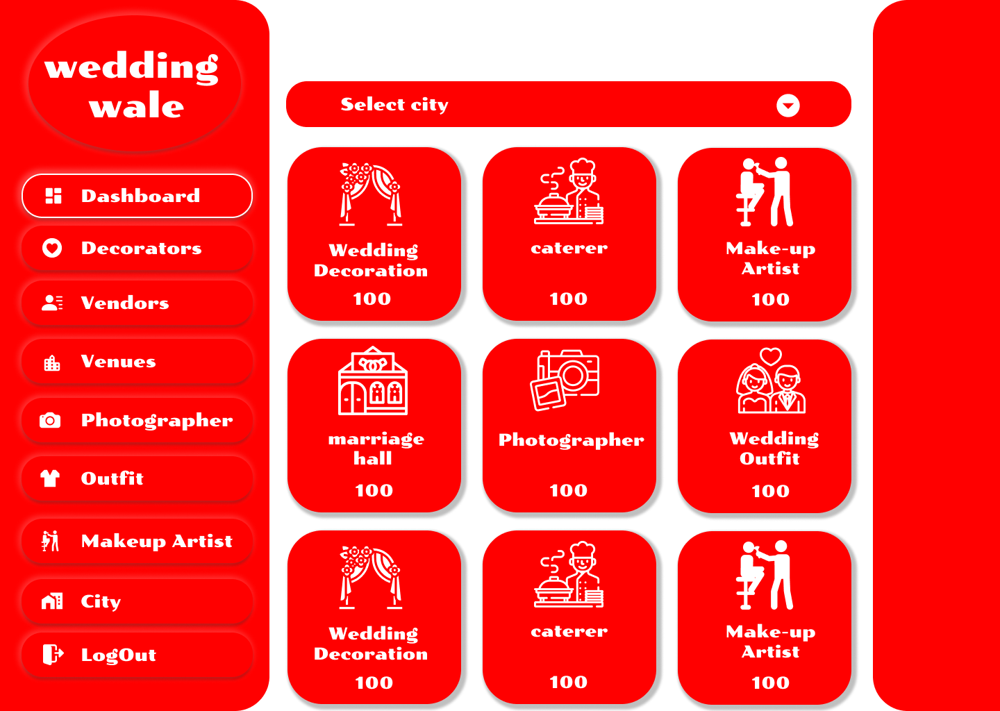 wedding
wale
Dashboard
Decorators
Vendors
Venues
Photographer
Outfit
Makeup Artist
City
LogOut
Select city
Wedding
Decoration
100
caterer
100
Make-up
Artist
100
marriage
hall
100
Photographer
100
Wedding
Outfit
100
Wedding
Decoration
100
caterer
100
Make-up
Artist
100